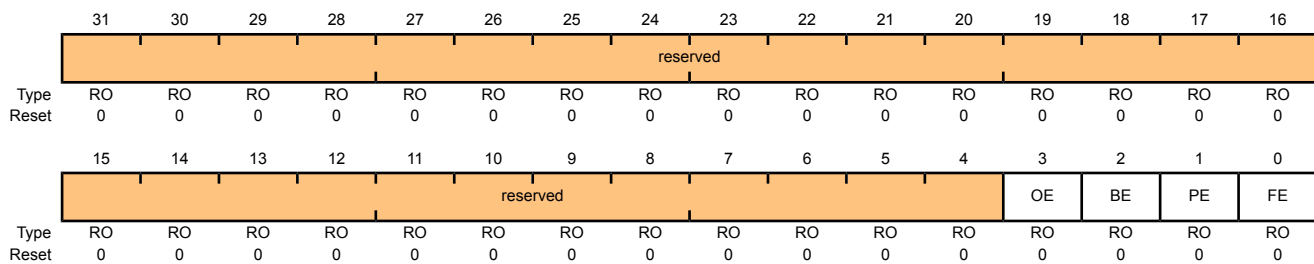 31 30 29 28 27 26 25 24 23 22 21 20 19 18 17 16
reserved
Type RO RO RO RO RO RO RO RO RO RO RO RO RO RO RO RO
Reset 0 0 0 0 0 0 0 0 0 0 0 0 0 0 0 0
15 14 13 12 11 10 9 8 7 6 5 4 3 2 1 0
reserved OE BE PE FE
Type RO RO RO RO RO RO RO RO RO RO RO RO RO RO RO RO
Reset 0 0 0 0 0 0 0 0 0 0 0 0 0 0 0 0